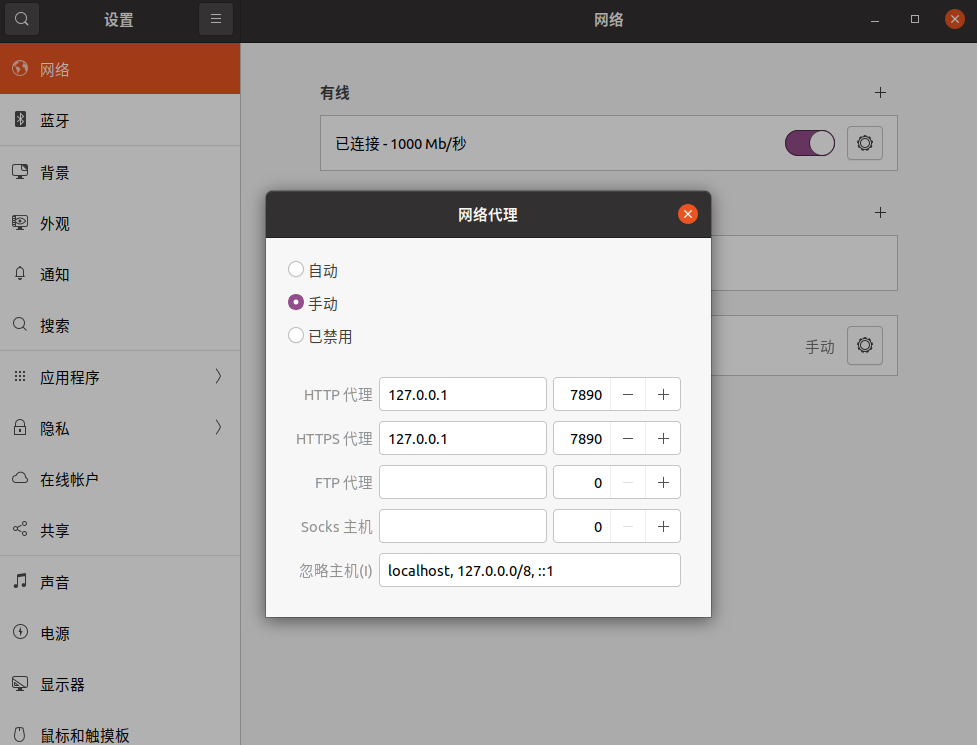 设置
网络
网络
蓝牙
背景
外观
通知
搜索
应用程序
隐私
在线帐户
共享
声音
电源
显示器
鼠标和触摸板
有线
已连接 - 1000 Mb/秒
手动
网络代理
自动
手动
已禁用
HTTP 代理 127.0.0.1 7890
HTTPS 代理 127.0.0.1 7890
FTP 代理 0
Socks 主机 0
忽略主机(I) localhost, 127.0.0.0/8, ::1